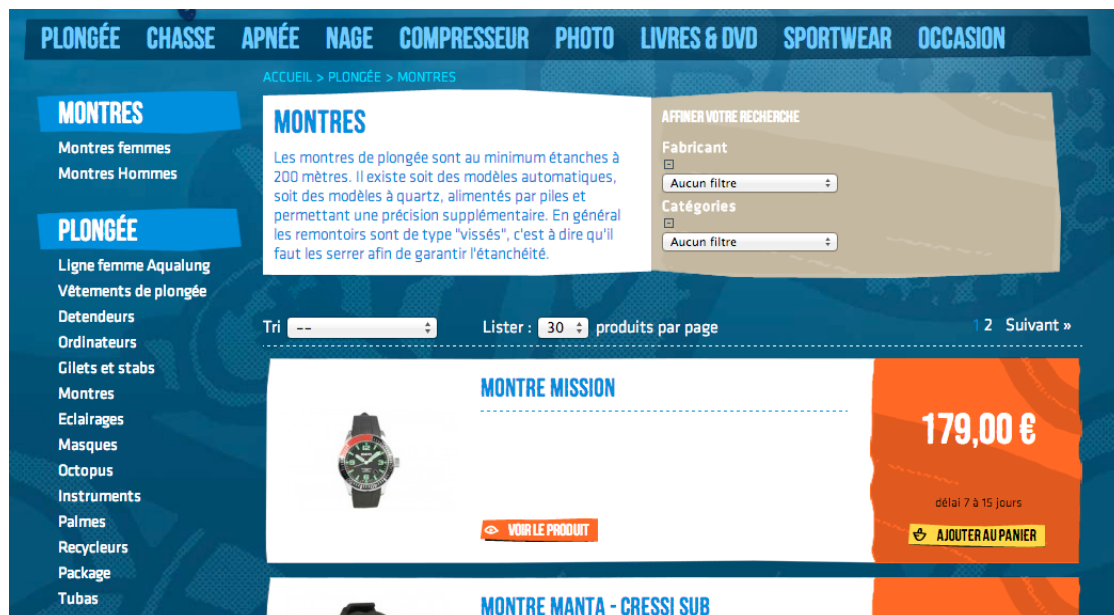 PLONGÉE CHASSE APNÉE NAGE COMPRESSEUR PHOTO LIVRES & DVD SPORTWEAR OCCASION
ACCUEIL > PLONGÉE > MONTRES
MONTRES
Montres femmes
Montres Hommes
PLONGÉE
Ligne femme Aqualung
Vêtements de plongée
Detendeurs
Ordinateurs
Gilets et stabs
Montres
Eclairages
Masques
Octopus
Instruments
Palmes
Recycleurs
Package
Tubas
MONTRES
Les montres de plongée sont au minimum étanches à
200 mètres. Il existe soit des modèles automatiques,
soit des modèles à quartz, alimentés par piles et
permettant une précision supplémentaire. En général
les remontoirs sont de type "vissés", c'est à dire qu'il
faut les serrer afin de garantir l'étanchéité.
AFFINER VOTRE RECHERCHE
Fabricant
Aucun filtre
Catégories
Aucun filtre
Tri -- Lister : 30 produits par page 1 2 Suivant »
MONTRE MISSION
VOIR LE PRODUIT
179,00 €
délai 7 à 15 jours
AJOUTER AU PANIER
MONTRE MANTA - CRESSI SUB